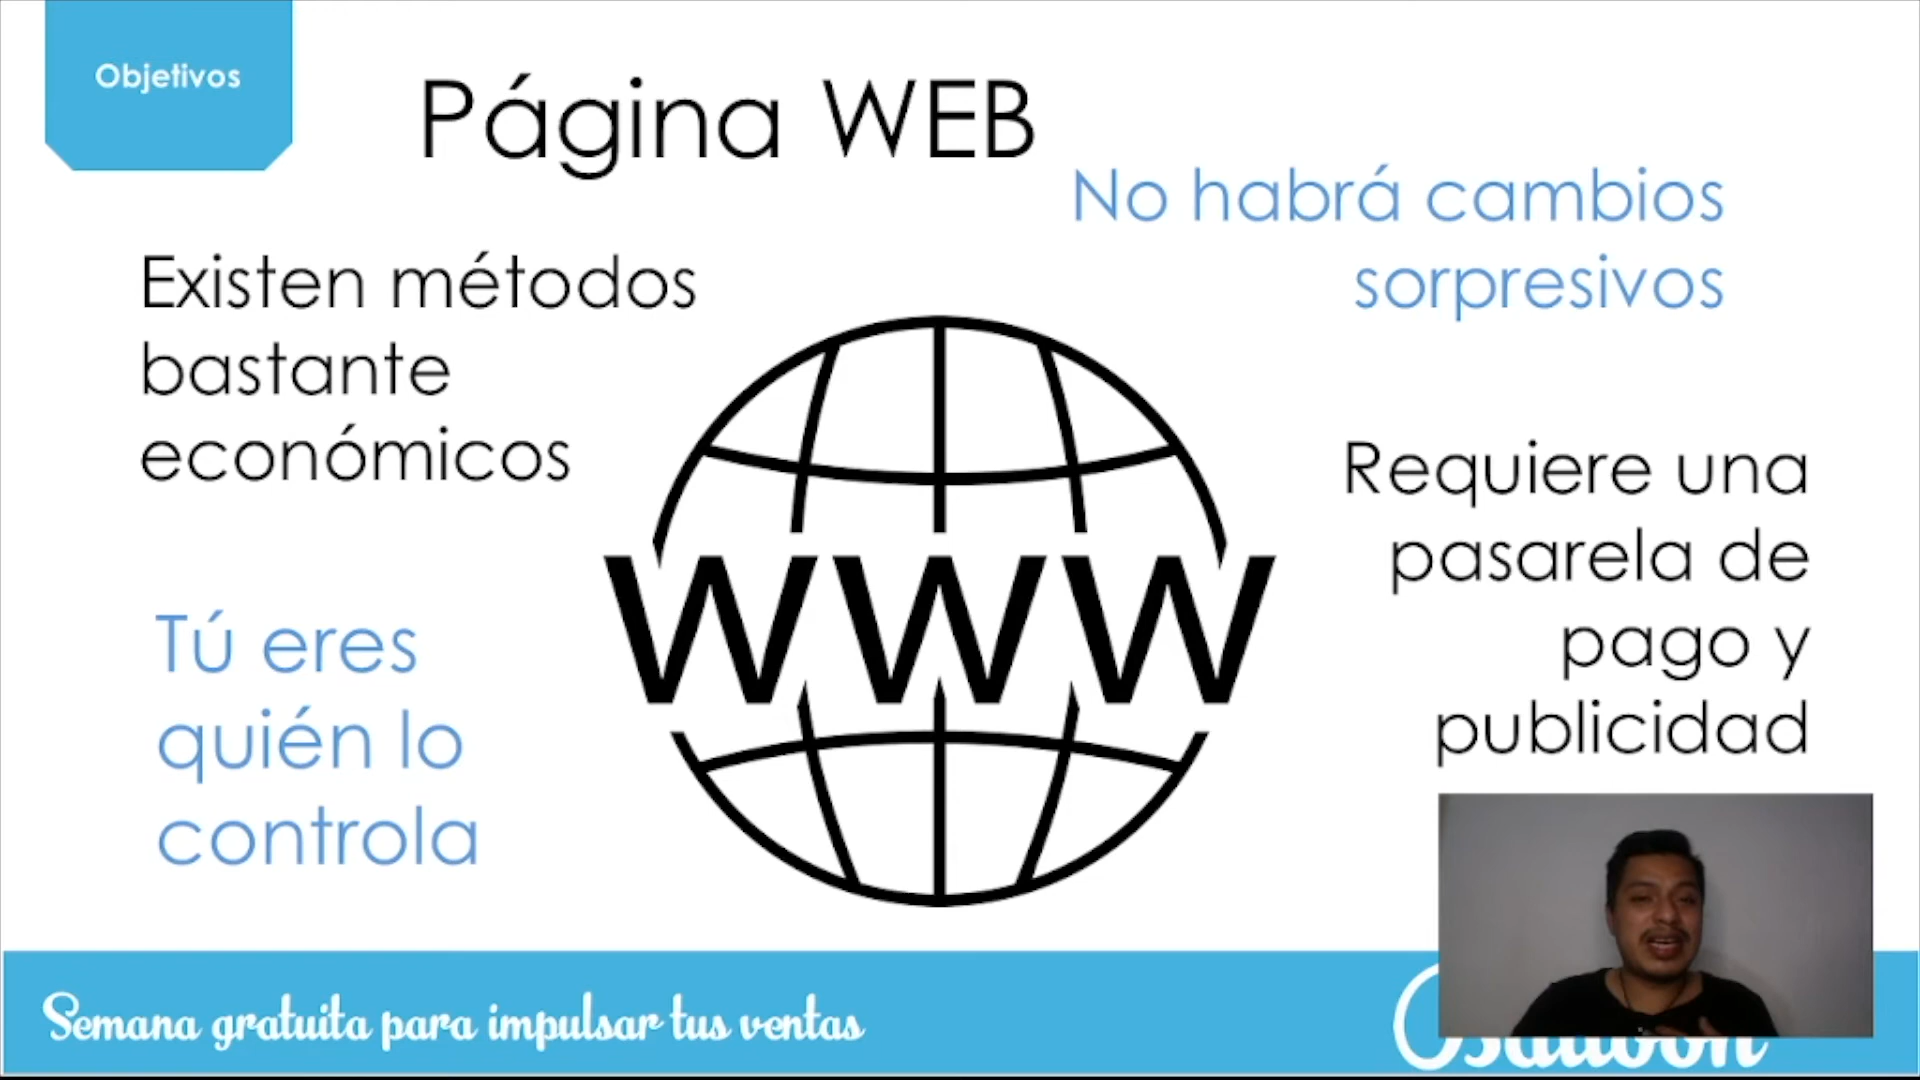 Objetivos
Página WEB
No habrá cambios
sorpresivos
Existen métodos
bastante
económicos
Requiere una
pasarela de
pago y
publicidad
WWW
Tú eres
quién lo
controla
Semana gratuita para impulsar tus ventas